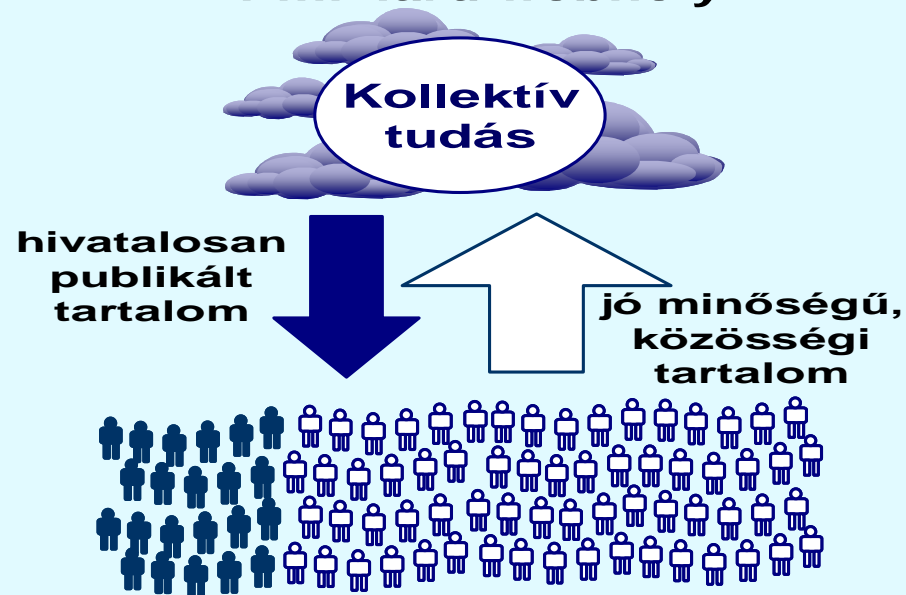 Kollektív
tudás
hivatalosan
publikált
tartalom
jó minőségű,
közösségi
tartalom